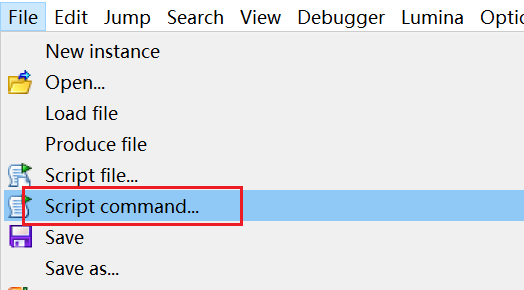 File Edit Jump Search View Debugger Lumina
New instance
Open...
Load file
Produce file
Script file...
Script command...
Save
Save as...